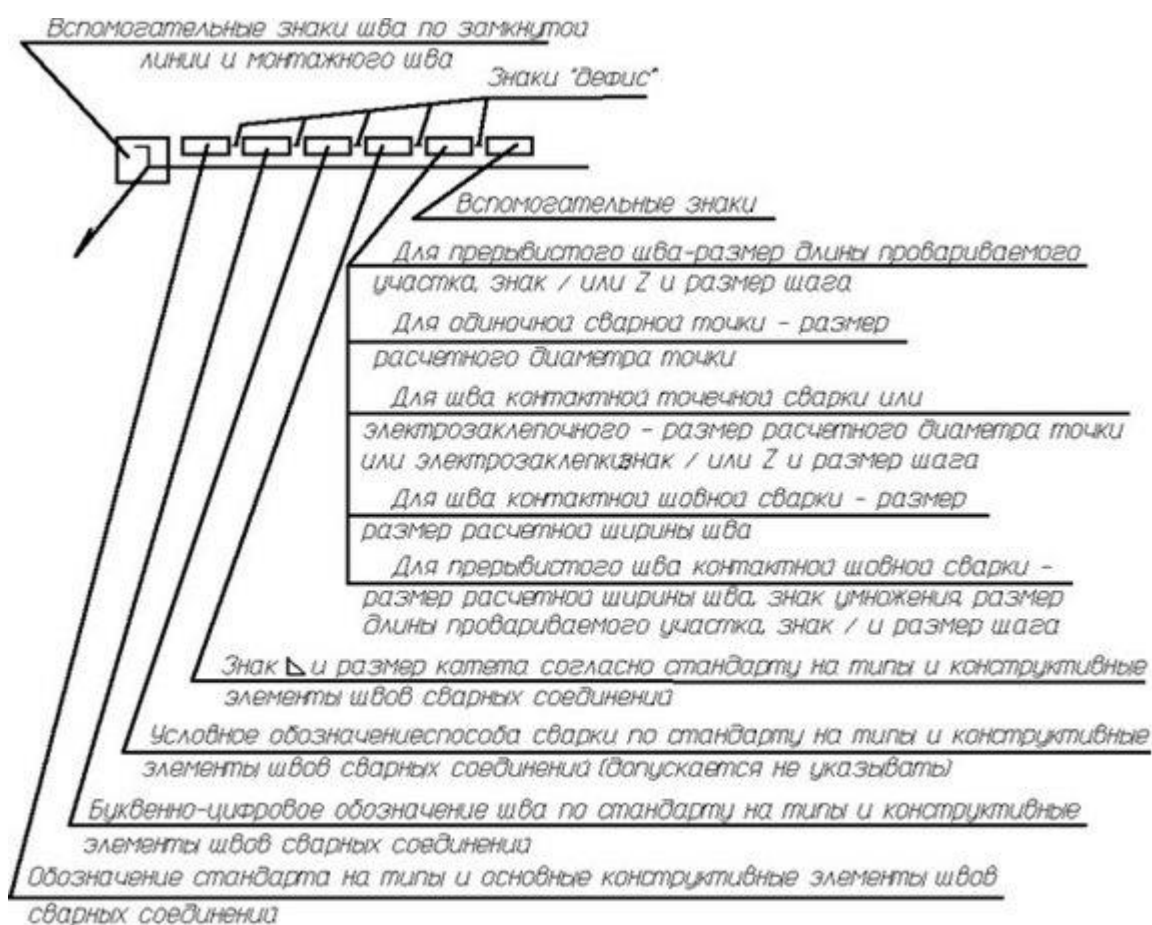 Вспомогательные знаки шва по замкнутой
линии и монтажного шва
Знаки "дефис"
Вспомогательные знаки
Для прерывистого шва-размер длины провариваемого
участка, знак / или Z и размер шага
Для одиночной сварной точки - размер
расчетного диаметра точки
Для шва контактной точечной сварки или
электрозаклепочного - размер расчетного диаметра точки
или электрозаклепки,знак / или Z и размер шага
Для шва контактной шовной сварки - размер
размер расчетной ширины шва
Для прерывистого шва контактной шовной сварки -
размер расчетной ширины шва, знак умножения, размер
длины провариваемого участка, знак / и размер шага
Знак ⊿ и размер катета согласно стандарту на типы и конструктивные
элементы швов сварных соединений
Условное обозначениеспособа сварки по стандарту на типы и конструктивные
элементы швов сварных соединений (допускается не указывать)
Буквенно-цифровое обозначение шва по стандарту на типы и конструктивные
элементы швов сварных соединений
Обозначение стандарта на типы и основные конструктивные элементы швов
сварных соединений